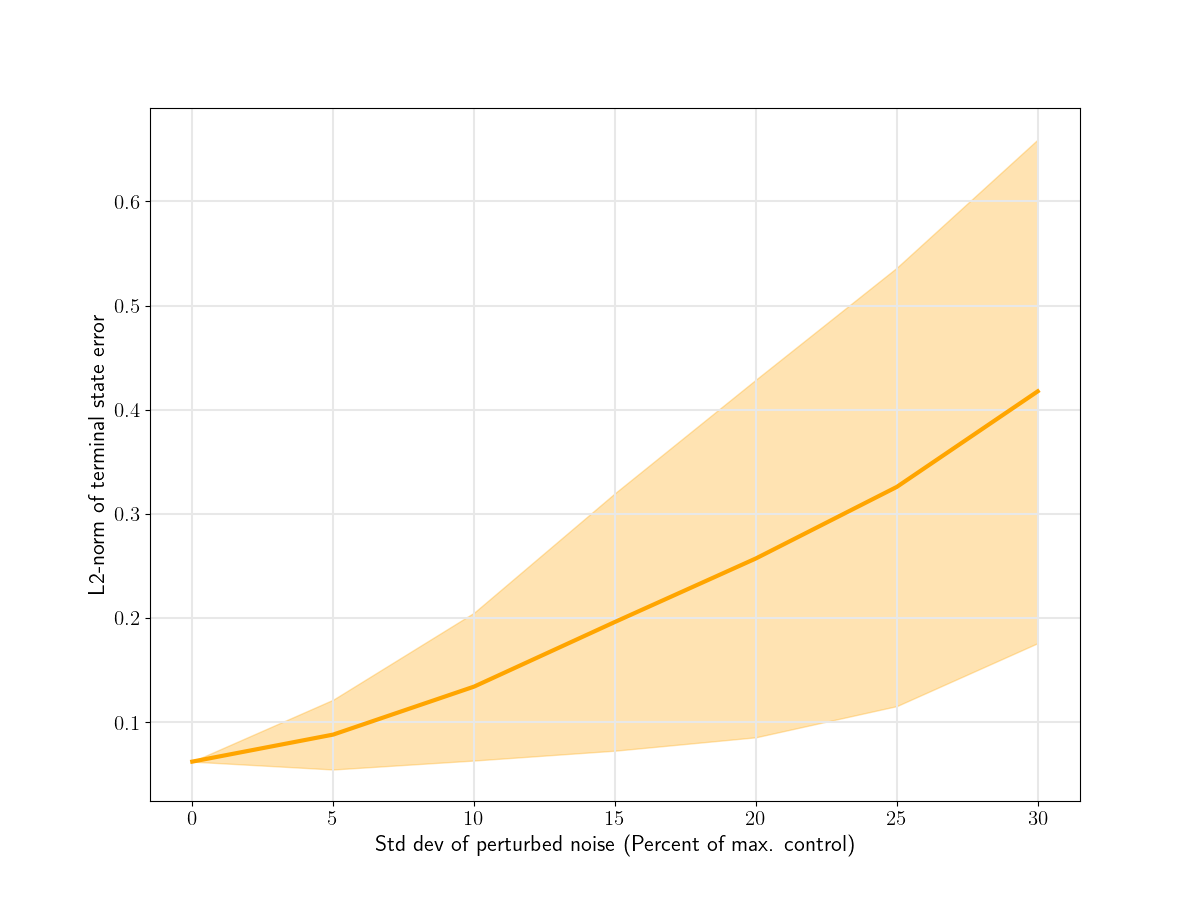 0.6
0.5
0.4
0.3
0.2
0.1
L2-norm of terminal state error
0 5 10 15 20 25 30
Std dev of perturbed noise (Percent of max. control)